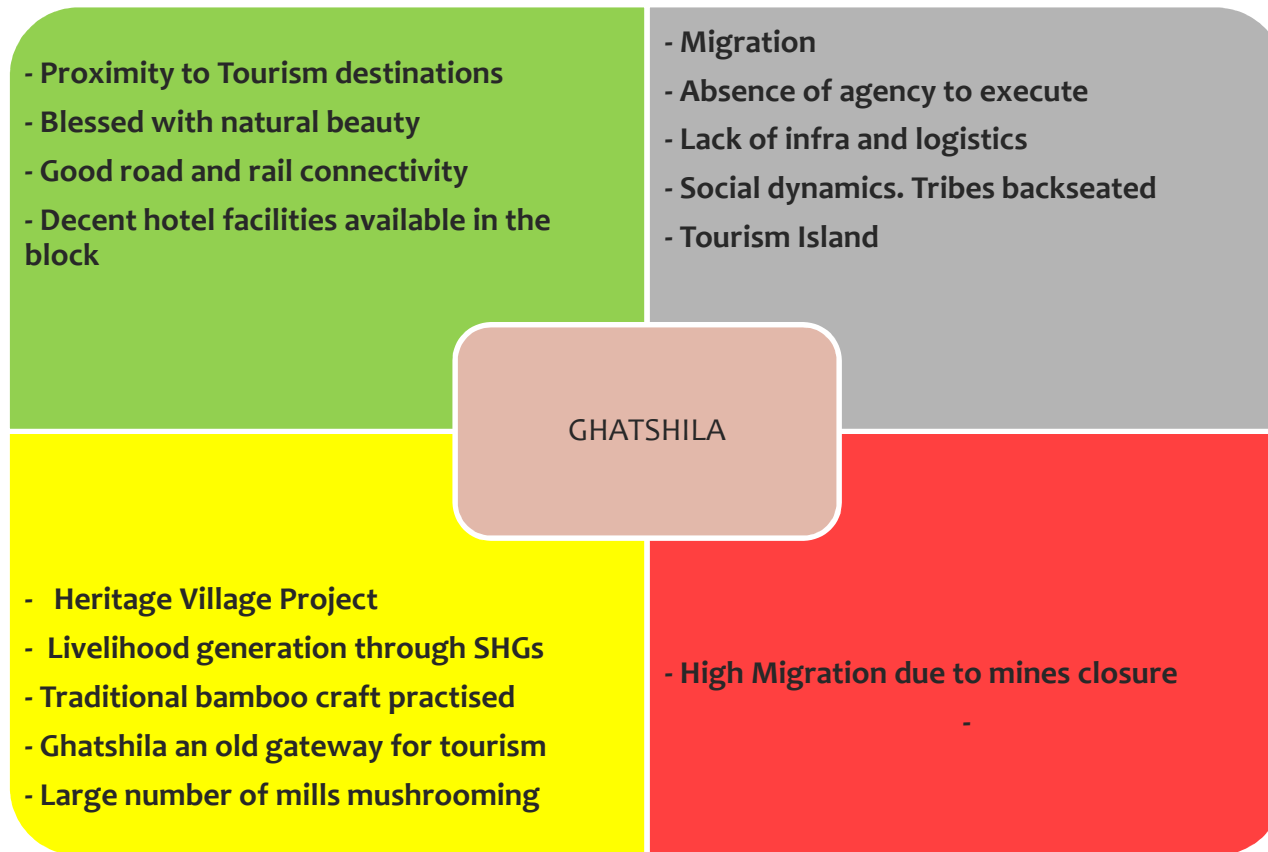 - Proximity to Tourism destinations
- Blessed with natural beauty
- Good road and rail connectivity
- Decent hotel facilities available in the
block
- Migration
- Absence of agency to execute
- Lack of infra and logistics
- Social dynamics. Tribes backseated
- Tourism Island
GHATSHILA
- Heritage Village Project
- Livelihood generation through SHGs
- Traditional bamboo craft practised
- Ghatshila an old gateway for tourism
- Large number of mills mushrooming
- High Migration due to mines closure
-